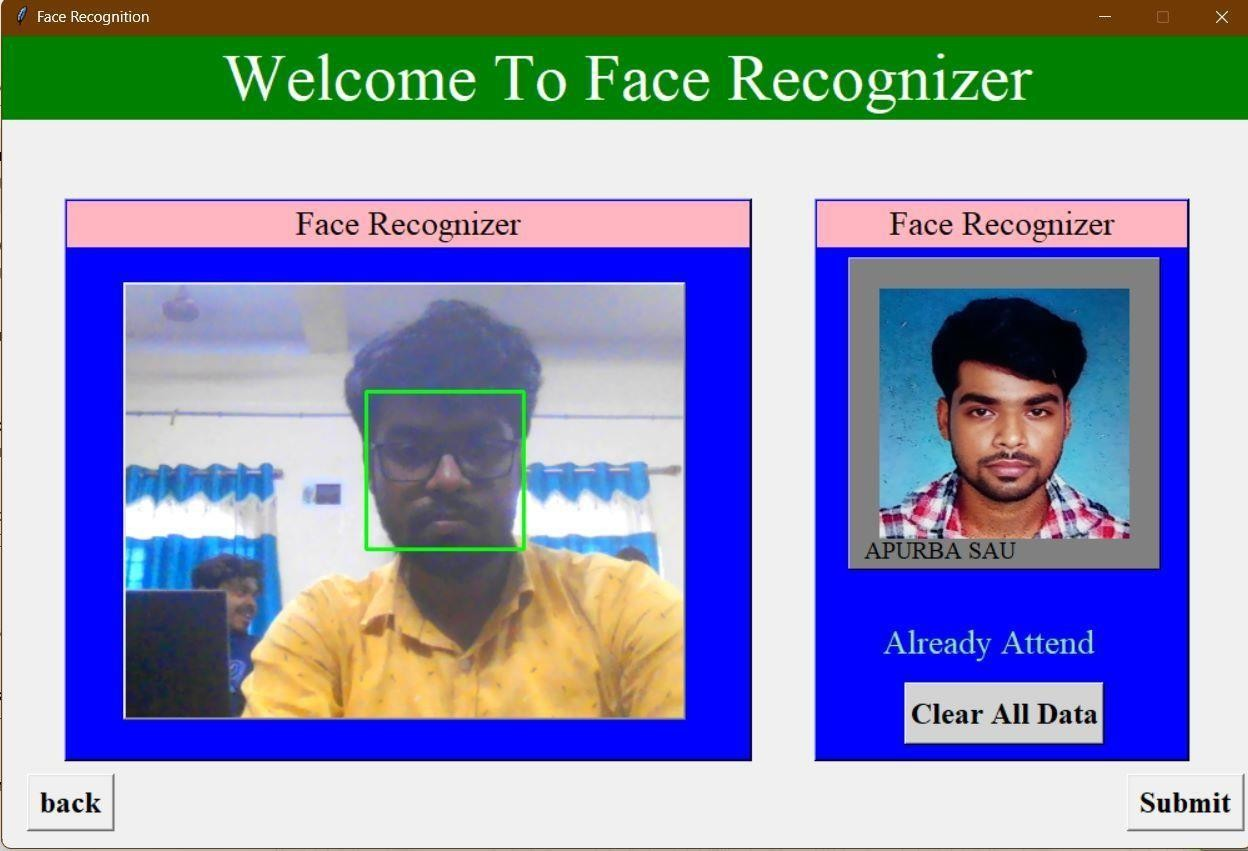 Face Recognition
Welcome To Face Recognizer
Face Recognizer
Face Recognizer
APURBA SAU
Already Attend
Clear All Data
back
Submit